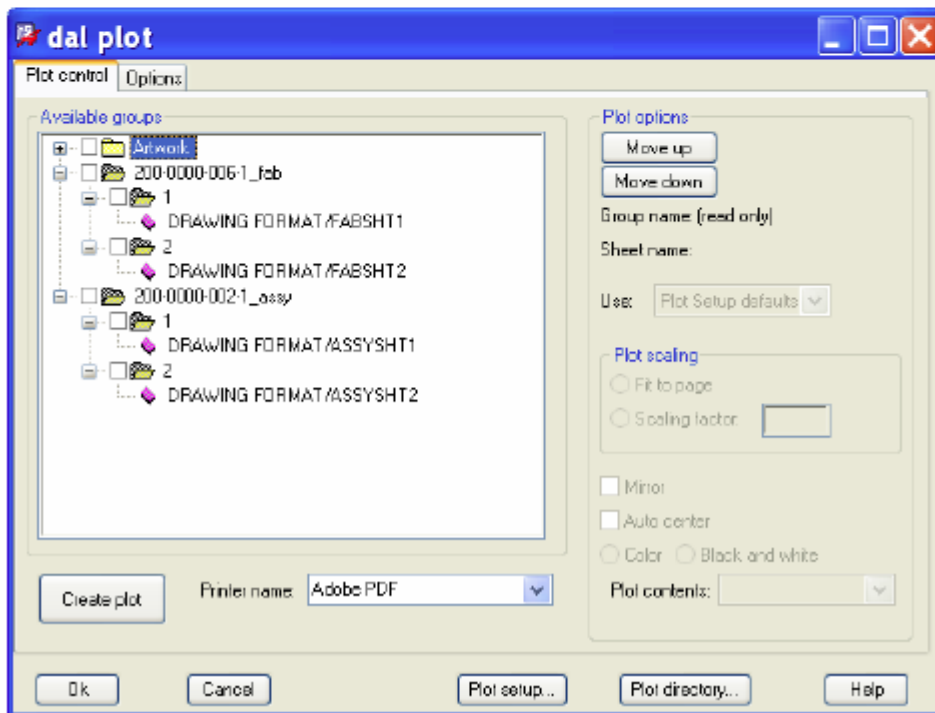 dal plot
Plot control Options
Available groups
Artwork
200-0000-006-1_fab
1
DRAWING FORMAT/FABSHT1
2
DRAWING FORMAT/FABSHT2
200-0000-002-1_assy
1
DRAWING FORMAT/ASSYSHT1
2
DRAWING FORMAT/ASSYSHT2
Create plot Printer name: Adobe PDF
Plot options
Move up
Move down
Group name (read only)
Sheet name:
Use: Plot Setup defaults
Plot scaling
Fit to page
Scaling factor:
Mirror
Auto center
Color Black and white
Plot contents:
Ok Cancel Plot setup... Plot directory... Help